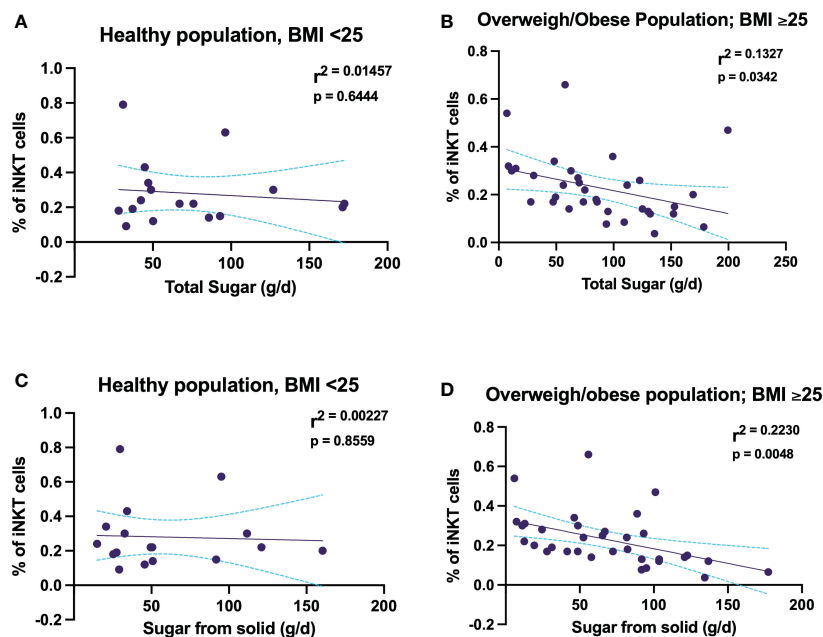 A
Healthy population, BMI <25
r2 = 0.01457
p = 0.6444
% of iNKT cells
1.0
0.8
0.6
0.4
0.2
0.0
-0.2
50
100
150
200
Total Sugar (g/d)
B
Overweigh/Obese Population; BMI ≥25
r2 = 0.1327
p = 0.0342
% of iNKT cells
0.8
0.6
0.4
0.2
0.0
0
50
100
150
200
250
Total Sugar (g/d)
C
Healthy population, BMI <25
r2 = 0.00227
p = 0.8559
% of iNKT cells
1.0
0.8
0.6
0.4
0.2
0.0
-0.2
50
100
150
200
Sugar from solid (g/d)
D
Overweigh/obese population; BMI ≥25
r2 = 0.2230
p = 0.0048
% of iNKT cells
0.8
0.6
0.4
0.2
0.0
-0.2
50
100
150
200
Sugar from solid (g/d)